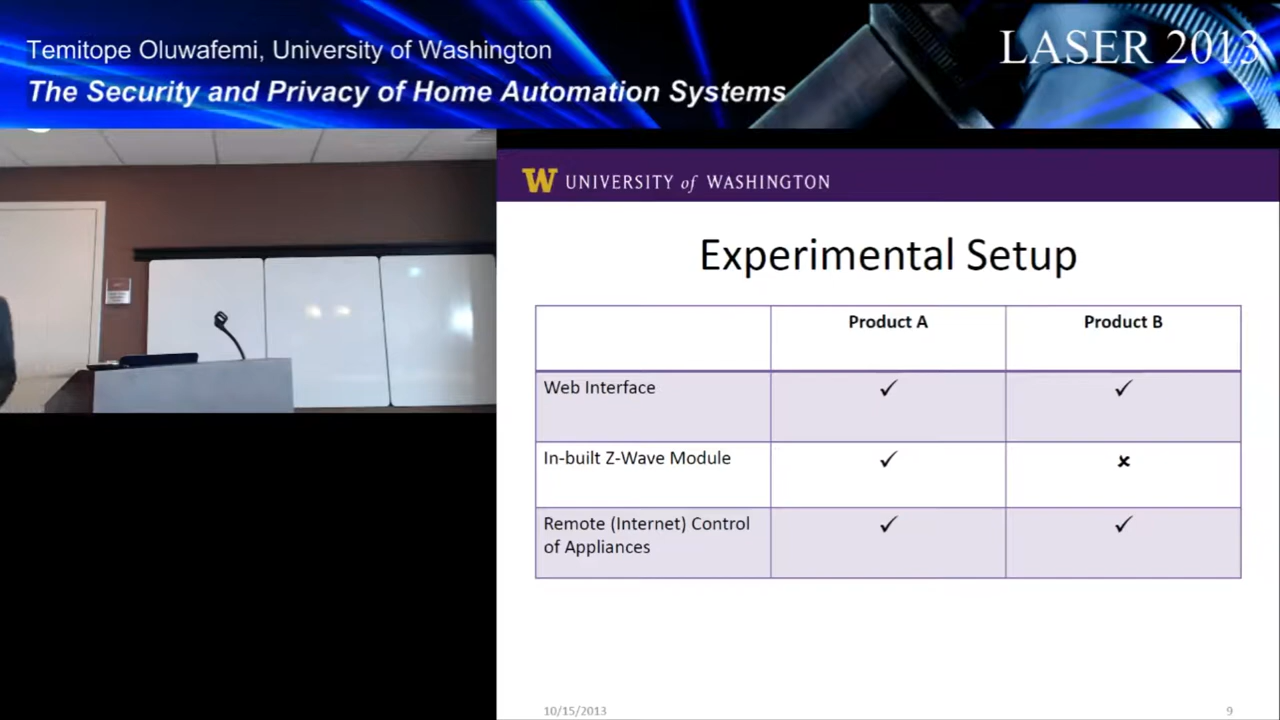 Temitope Oluwafemi, University of Washington
The Security and Privacy of Home Automation Systems
LASER 2013
W UNIVERSITY of WASHINGTON
Experimental Setup
Product A Product B
Web Interface ✓ ✓
In-built Z-Wave Module ✓ ✗
Remote (Internet) Control
of Appliances ✓ ✓
10/15/2013 9